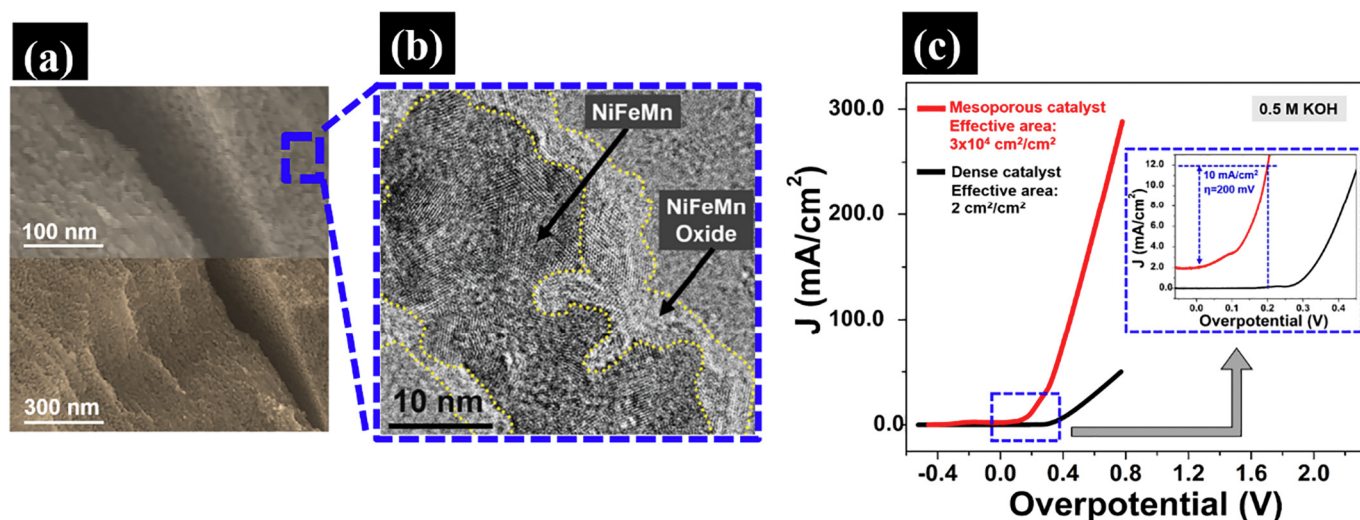 (a)
100 nm
300 nm
(b)
NiFeMn
NiFeMn
Oxide
10 nm
(c)
J (mA/cm²)
300.0
200.0
100.0
0.0
-0.4
0.0
0.4
0.8
1.2
1.6
2.0
Overpotential (V)
Mesoporous catalyst
Effective area:
3x10⁴ cm²/cm²
Dense catalyst
Effective area:
2 cm²/cm²
0.5 M KOH
J (mA/cm²)
12.0
10.0
8.0
6.0
4.0
2.0
0.0
0.0
0.1
0.2
0.3
0.4
Overpotential (V)
10 mA/cm²
η=200 mV